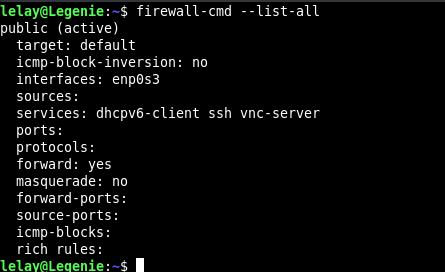 lelay@Legenie:~$ firewall-cmd --list-all
public (active)
  target: default
  icmp-block-inversion: no
  interfaces: enp0s3
  sources:
  services: dhcpv6-client ssh vnc-server
  ports:
  protocols:
  forward: yes
  masquerade: no
  forward-ports:
  source-ports:
  icmp-blocks:
  rich rules:
lelay@Legenie:~$